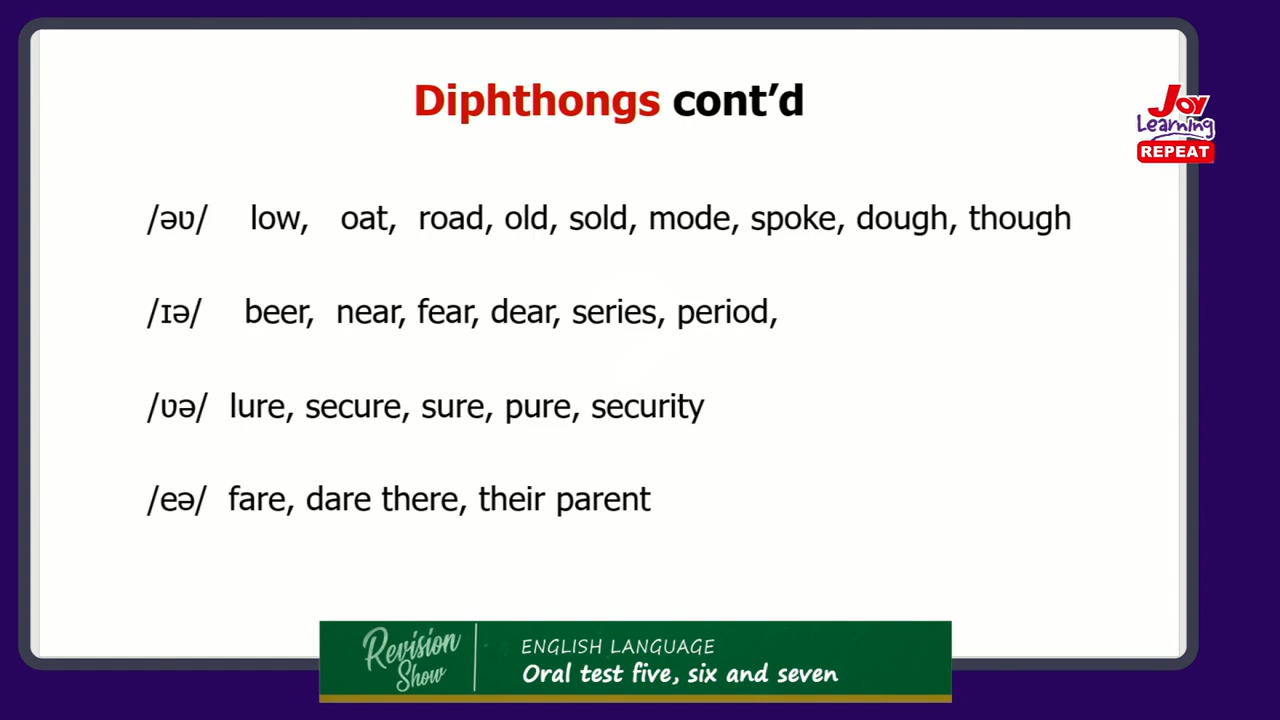 Diphthongs cont’d
Joy
Learning
REPEAT
/əʋ/ low, oat, road, old, sold, mode, spoke, dough, though
/ɪə/ beer, near, fear, dear, series, period,
/ʋə/ lure, secure, sure, pure, security
/eə/ fare, dare there, their parent
Revision
Show
ENGLISH LANGUAGE
Oral test five, six and seven